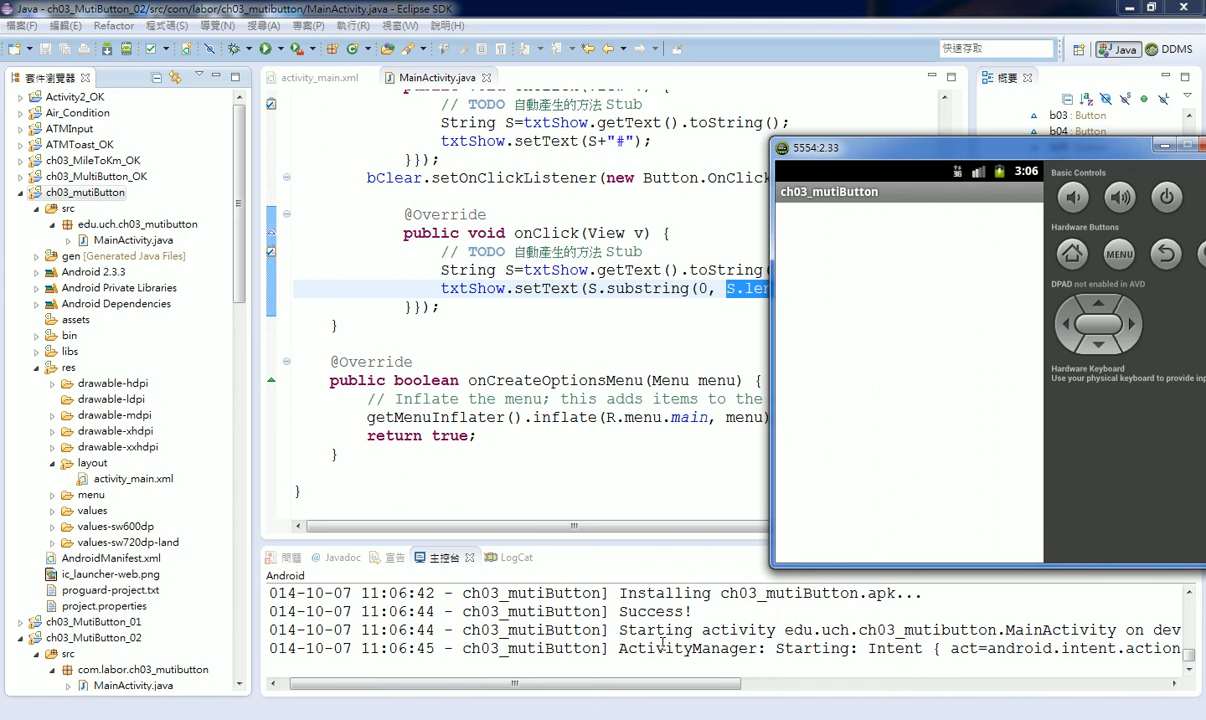 Java - ch03_MutiButton_02/src/com/labor/ch03_mutibutton/MainActivity.java - Eclipse SDK
檔案(F) 編輯(E) Refactor 程式碼(S) 導覽(N) 搜尋(A) 專案(P) 執行(R) 視窗(W) 說明(H)
快速存取
Java DDMS
套件瀏覽器
Activity2_OK
Air_Condition
ATMInput
ATMToast_OK
ch03_MileToKm_OK
ch03_MultiButton_OK
ch03_mutiButton
src
edu.uch.ch03_mutibutton
MainActivity.java
gen [Generated Java Files]
Android 2.3.3
Android Private Libraries
Android Dependencies
assets
bin
libs
res
drawable-hdpi
drawable-ldpi
drawable-mdpi
drawable-xhdpi
drawable-xxhdpi
layout
activity_main.xml
menu
values
values-sw600dp
values-sw720dp-land
AndroidManifest.xml
ic_launcher-web.png
proguard-project.txt
project.properties
ch03_MutiButton_01
ch03_MutiButton_02
src
com.labor.ch03_mutibutton
MainActivity.java
activity_main.xml MainActivity.java
public void onClick(View v) {
// TODO 自動產生的方法 Stub
String S=txtShow.getText().toString();
txtShow.setText(S+"#");
}});
bClear.setOnClickListener(new Button.OnClick
@Override
public void onClick(View v) {
// TODO 自動產生的方法 Stub
String S=txtShow.getText().toString(
txtShow.setText(S.substring(0, S.len
}});
}
@Override
public boolean onCreateOptionsMenu(Menu menu) {
// Inflate the menu; this adds items to the
getMenuInflater().inflate(R.menu.main, menu)
return true;
}
}
概要
b03 : Button
b04 : Button
5554:2.33
3:06
ch03_mutiButton
Basic Controls
Hardware Buttons
MENU
DPAD not enabled in AVD
Hardware Keyboard
Use your physical keyboard to provide inp
問題 Javadoc 宣告 主控台 LogCat
Android
014-10-07 11:06:42 - ch03_mutiButton] Installing ch03_mutiButton.apk...
014-10-07 11:06:44 - ch03_mutiButton] Success!
014-10-07 11:06:44 - ch03_mutiButton] Starting activity edu.uch.ch03_mutibutton.MainActivity on dev
014-10-07 11:06:45 - ch03_mutiButton] ActivityManager: Starting: Intent { act=android.intent.action